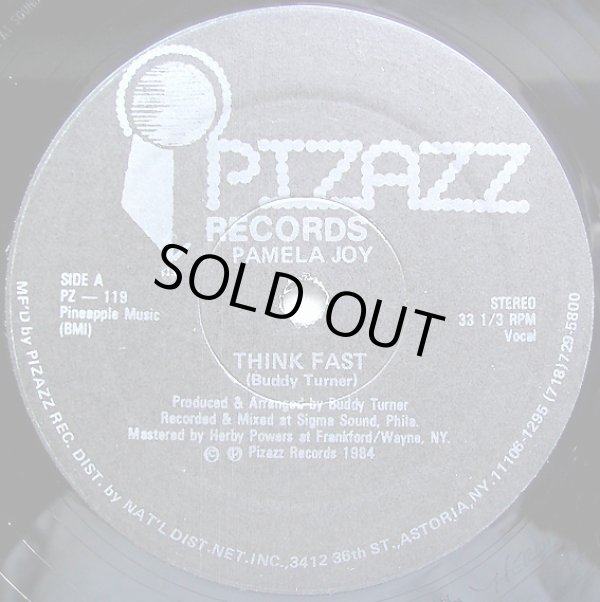 PIZAZZ
RECORDS
PAMELA JOY
SIDE A
PZ — 119
Pineapple Music
(BMI)
STEREO
33 1/3 RPM
Vocal
SOLD OUT
THINK FAST
(Buddy Turner)
Produced & Arranged by Buddy Turner
Recorded & Mixed at Sigma Sound, Phila.
Mastered by Herby Powers at Frankford/Wayne, NY.
© ℗ Pizazz Records 1984
MF'D by PIZAZZ REC. DIST. by NAT'L DIST. NET. INC., 3412 36th ST., ASTORIA, NY. 11106-1295 (718) 729-5800